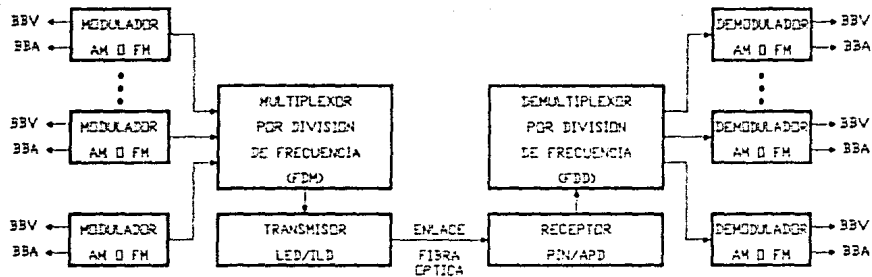 BBV
MODULADOR
BBA
AM O FM
BBV
MODULADOR
BBA
AM O FM
BBV
MODULADOR
BBA
AM O FM
MULTIPLEXOR
POR DIVISION
DE FRECUENCIA
(FDM)
TRANSMISOR
LED/ILD
ENLACE
FIBRA
OPTICA
DEMULTIPLEXOR
POR DIVISION
DE FRECUENCIA
(FDD)
RECEPTOR
PIN/APD
DEMODULADOR
BBV
AM O FM
BBA
DEMODULADOR
BBV
AM O FM
BBA
DEMODULADOR
BBV
AM O FM
BBA